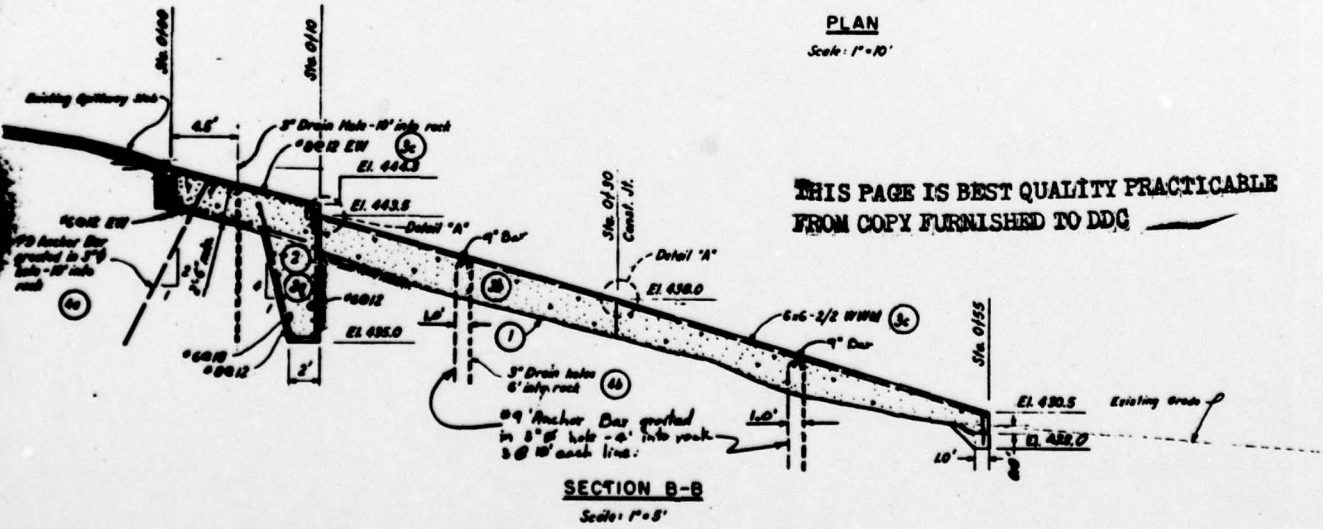 PLAN
Scale: 1"=10'
Sta. 0+00
Sta. 0+10
Existing Spillway Slab
4.5'
3" Drain Hole-10' into rock
#8@12 EW
3c
El. 444.3
THIS PAGE IS BEST QUALITY PRACTICABLE
FROM COPY FURNISHED TO DDC
El. 443.5
Detail "A"
9" Bar
Sta. 0+30
Const. Jt.
Detail "A"
El. 438.0
#6@12 EW
Anchor Bar
grouted in 3"φ
hole-10' into
rock
4a
2
1
2
3a
4
3b
#6@12
1.0'
1
6x6-2/2 WWM
3c
9" Bar
Sta. 0+55
El. 435.0
#6@18
#8@12
2'
3" Drain holes
6' into rock
4b
#9 Anchor Bar grouted
in 3"φ hole-4' into rock
3@10' each line.
1.0'
El. 430.5
Existing Grade
El. 428.0
1.0'
SECTION B-B
Scale: 1"=5'